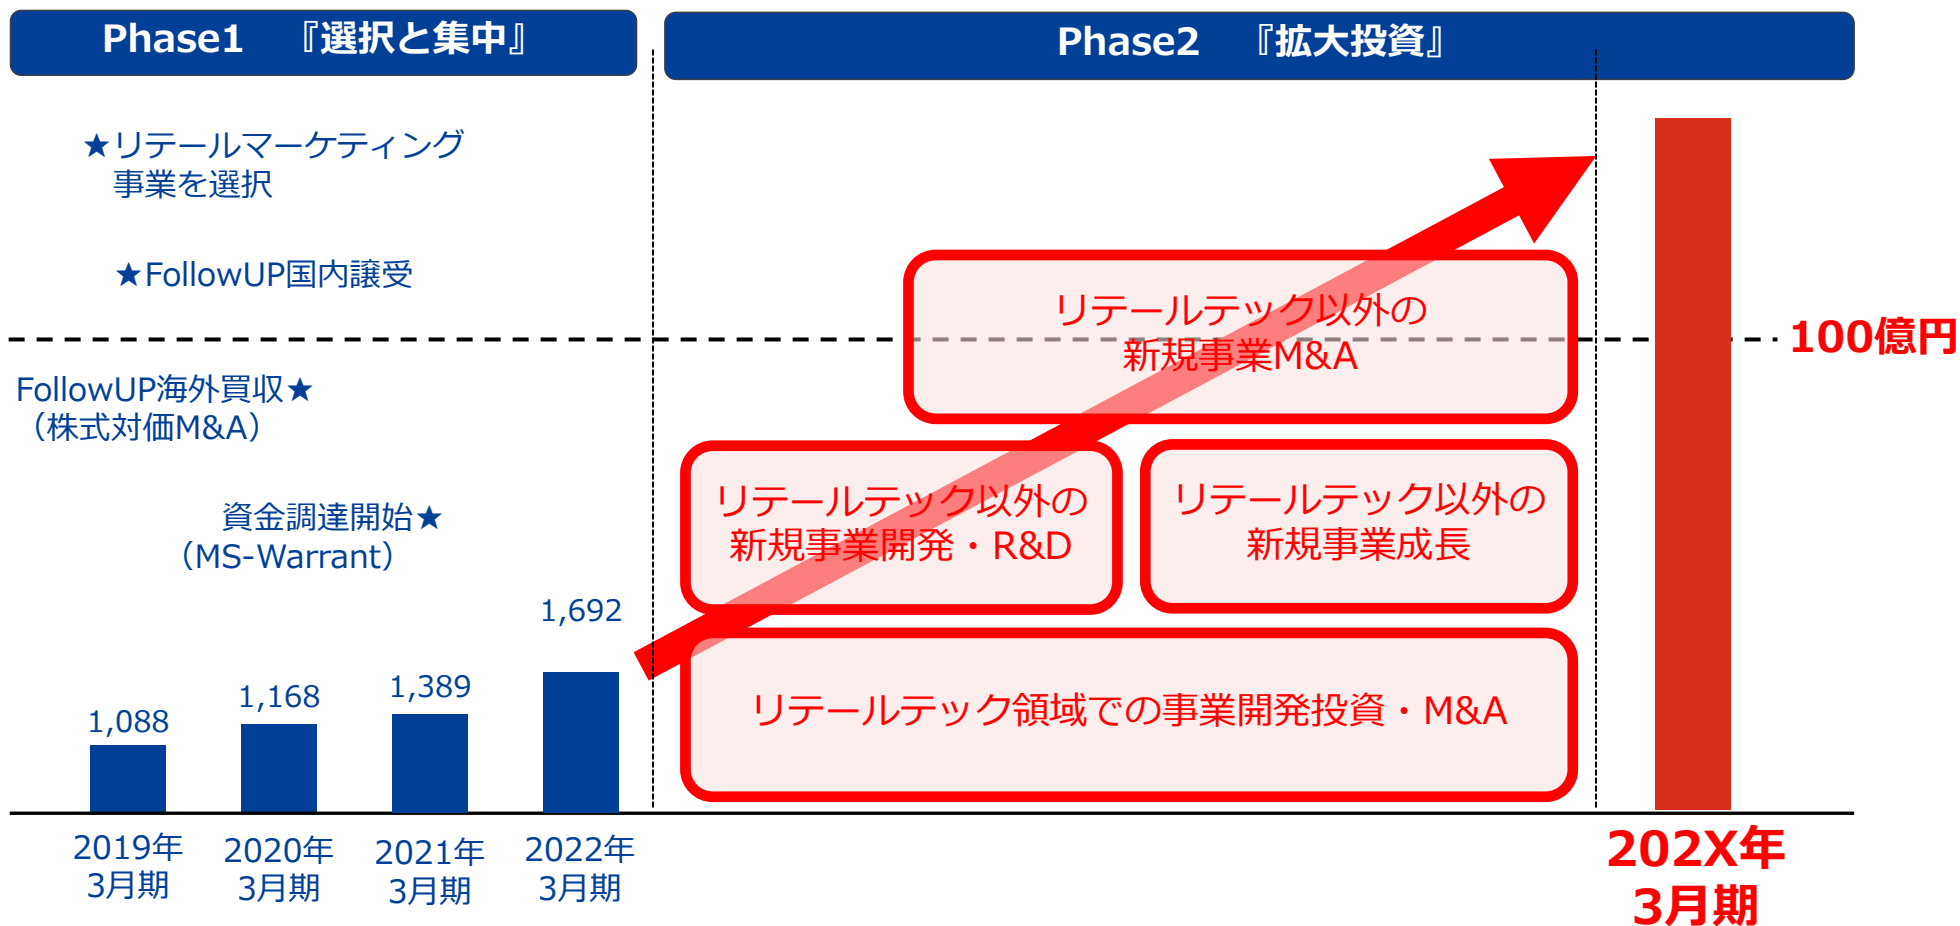 Phase1　『選択と集中』
Phase2　『拡大投資』
★リテールマーケティング
事業を選択
★FollowUP国内譲受
FollowUP海外買収★
（株式対価M&A）
資金調達開始★
（MS-Warrant）
100億円
リテールテック以外の
新規事業M&A
リテールテック以外の
新規事業開発・R&D
リテールテック以外の
新規事業成長
リテールテック領域での事業開発投資・M&A
1,088
1,168
1,389
1,692
2019年
3月期
2020年
3月期
2021年
3月期
2022年
3月期
202X年
3月期